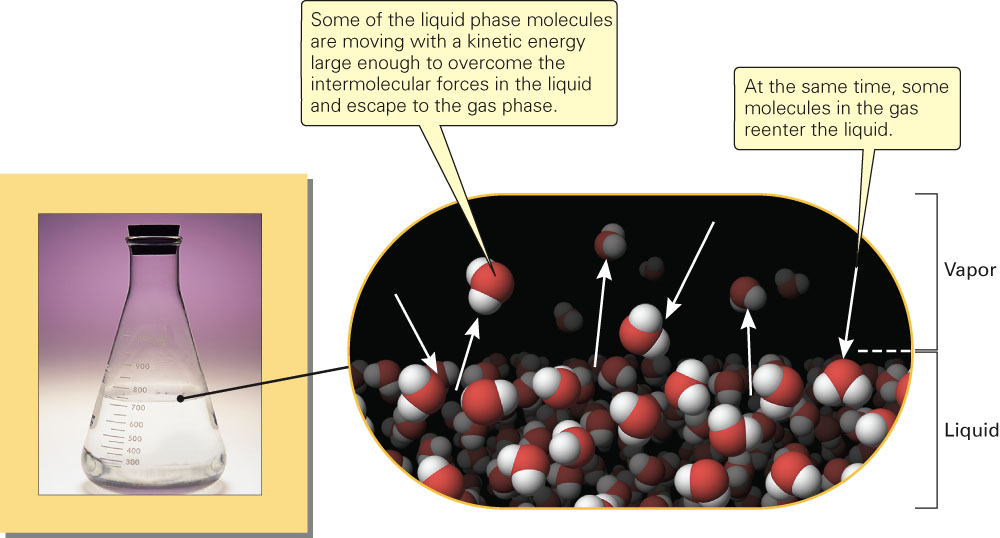 Some of the liquid phase molecules
are moving with a kinetic energy
large enough to overcome the
intermolecular forces in the liquid
and escape to the gas phase.
At the same time, some
molecules in the gas
reenter the liquid.
Vapor
Liquid
900
800
700
600
500
400
300